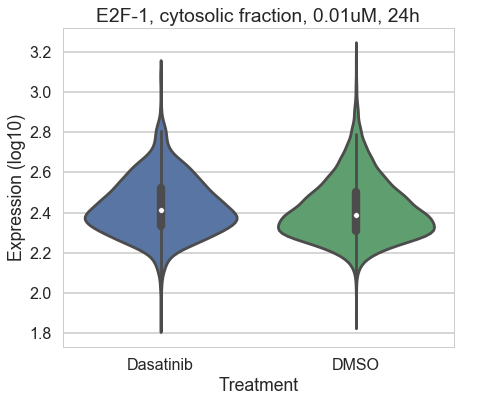 E2F-1, cytosolic fraction, 0.01uM, 24h
Expression (log10)
3.2
3.0
2.8
2.6
2.4
2.2
2.0
1.8
Dasatinib DMSO
Treatment